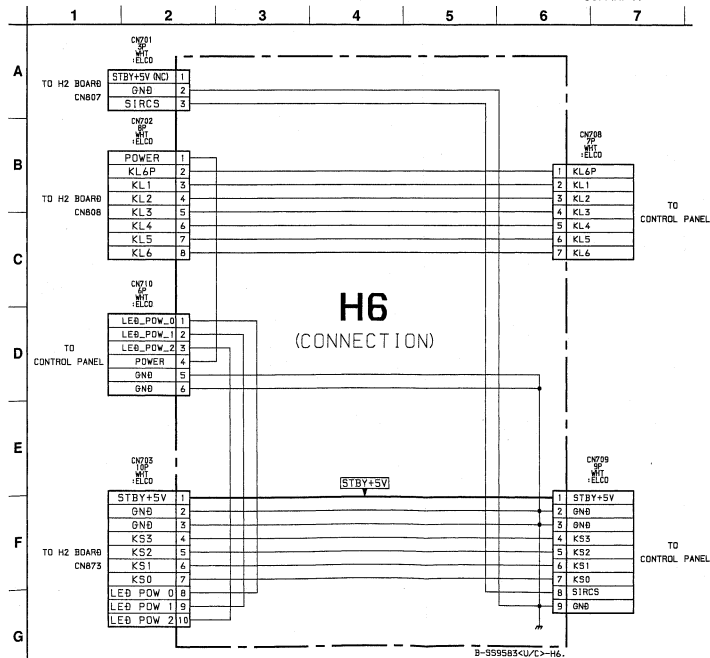 1 2 3 4 5 6 7
A
B
C
D
E
F
G
CN701
3P
WHT
:ELCO
TO H2 BOARD
CN807
STBY+5V (NC) 1
GND 2
SIRCS 3
CN702
8P
WHT
:ELCO
TO H2 BOARD
CN808
POWER 1
KL6P 2
KL1 3
KL2 4
KL3 5
KL4 6
KL5 7
KL6 8
CN708
7P
WHT
:ELCO
1 KL6P
2 KL1
3 KL2
4 KL3
5 KL4
6 KL5
7 KL6
TO
CONTROL PANEL
CN710
6P
WHT
:ELCO
TO
CONTROL PANEL
LED_POW_0 1
LED_POW_1 2
LED_POW_2 3
POWER 4
GND 5
GND 6
H6
(CONNECTION)
CN703
10P
WHT
:ELCO
TO H2 BOARD
CN873
STBY+5V 1
GND 2
GND 3
KS3 4
KS2 5
KS1 6
KS0 7
LED POW 0 8
LED POW 1 9
LED POW 2 10
STBY+5V
CN709
9P
WHT
:ELCO
1 STBY+5V
2 GND
3 GND
4 KS3
5 KS2
6 KS1
7 KS0
8 SIRCS
9 GND
TO
CONTROL PANEL
B-SS9583<U/C>-H6.